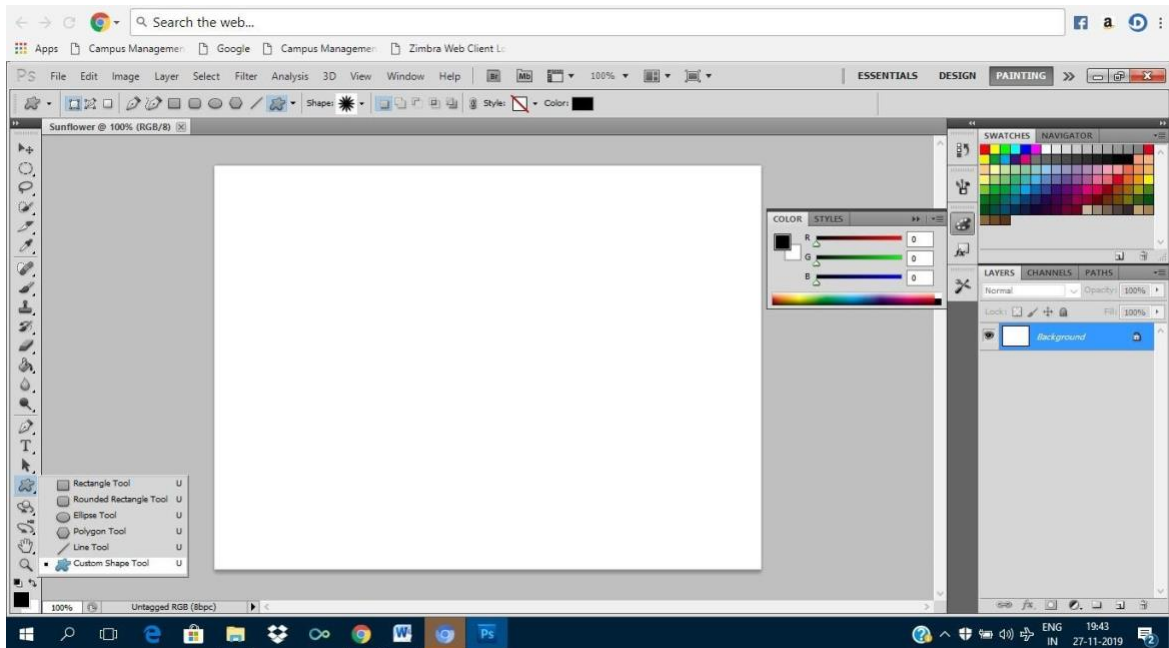 Search the web...
Apps Campus Managemen Google Campus Managemen Zimbra Web Client Lo
Ps File Edit Image Layer Select Filter Analysis 3D View Window Help Br Mb 100% ESSENTIALS DESIGN PAINTING
Shape: Style: Color:
Sunflower @ 100% (RGB/8)
SWATCHES NAVIGATOR
COLOR STYLES
R 0
G 0
B 0
LAYERS CHANNELS PATHS
Normal Opacity: 100%
Lock: Fill: 100%
Background
Rectangle Tool U
Rounded Rectangle Tool U
Ellipse Tool U
Polygon Tool U
Line Tool U
Custom Shape Tool U
100% Untagged RGB (8bpc)
ENG 19:43
IN 27-11-2019